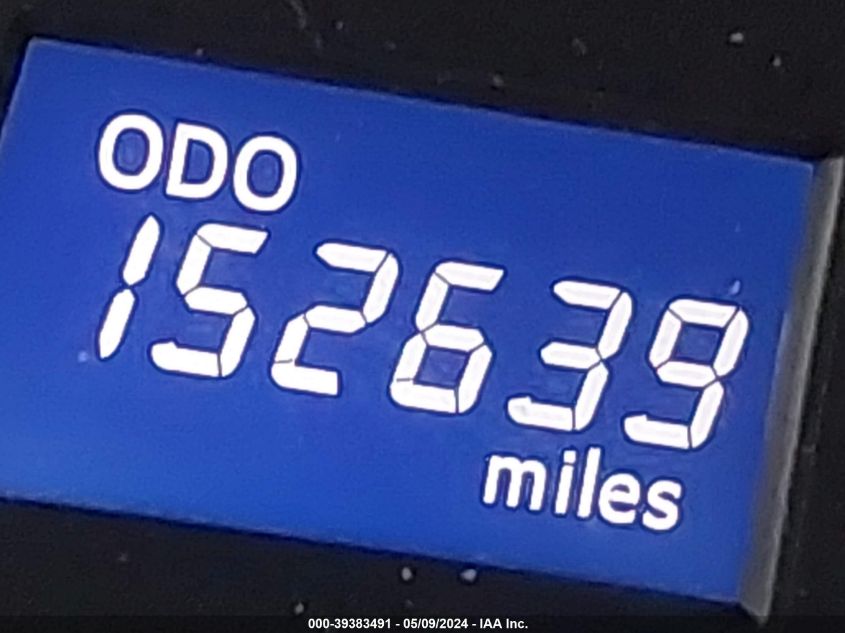 ODO
152639
miles
000-39383491 - 05/09/2024 - IAA Inc.